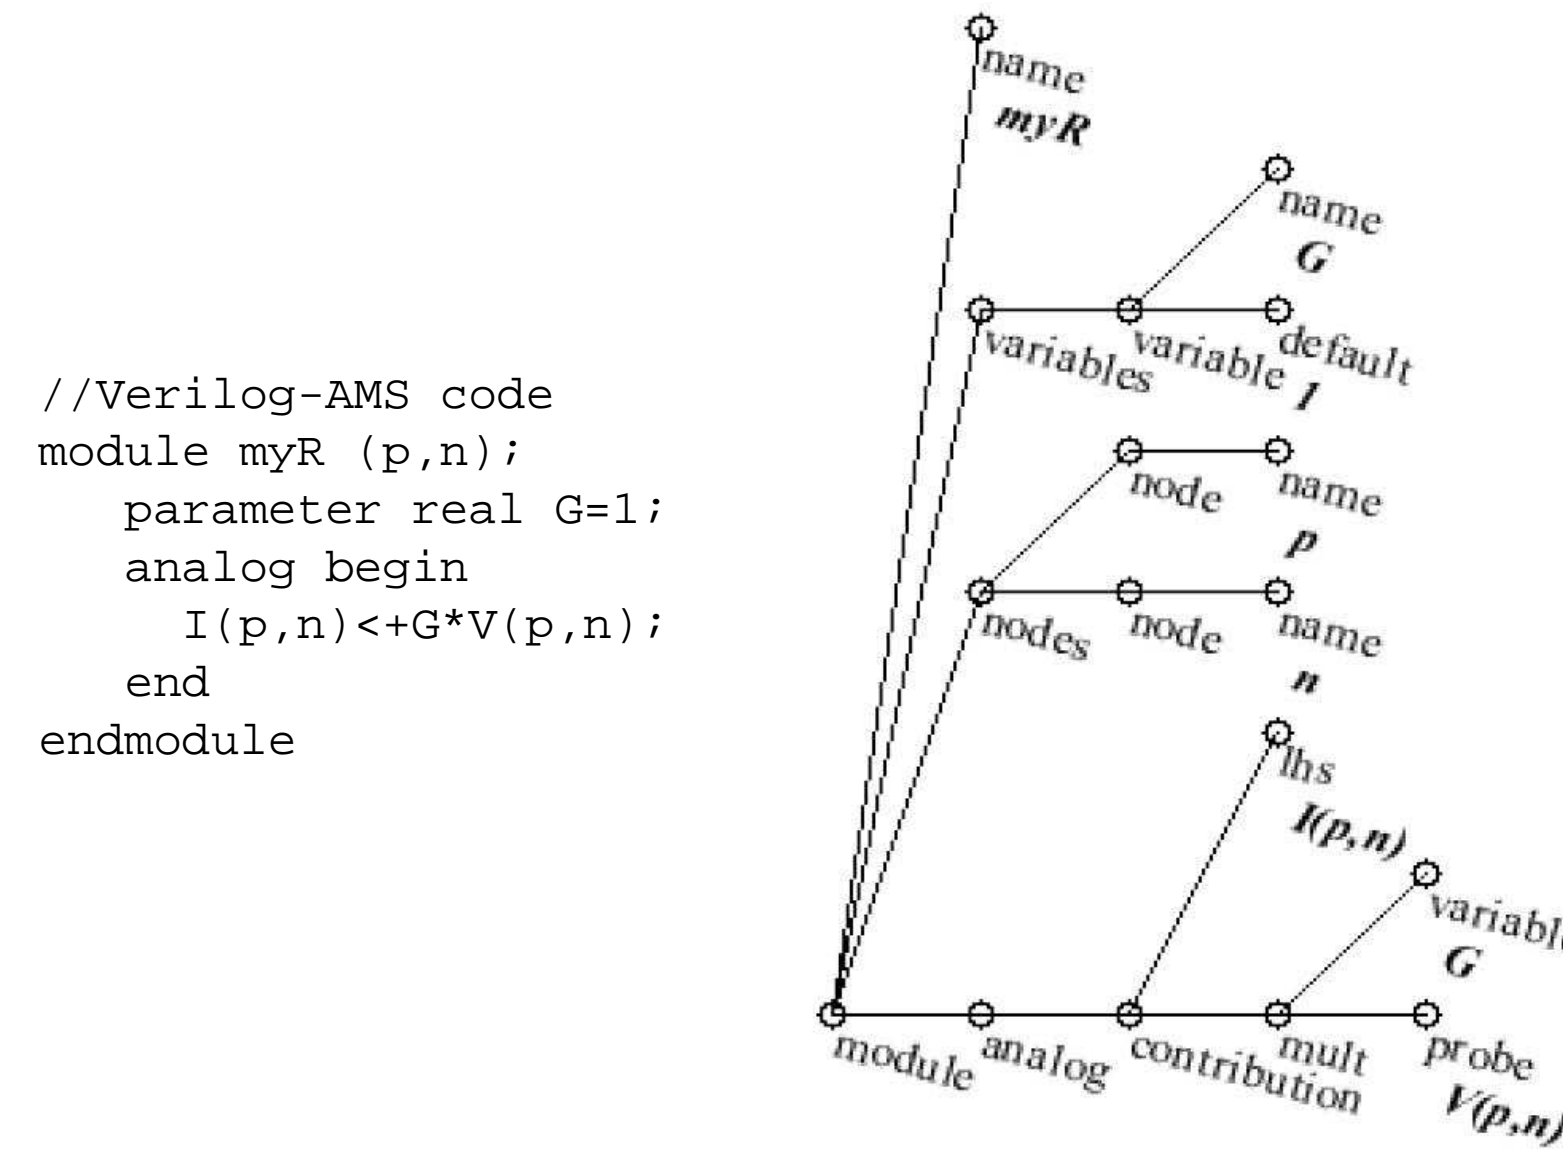 //Verilog-AMS code
module myR (p,n);
parameter real G=1;
analog begin
I(p,n)<+G*V(p,n);
end
endmodule
name
myR
name
G
variables
variable
default
1
node
name
p
nodes
node
name
n
lhs
I(p,n)
variable
G
module
analog
contribution
mult
probe
V(p,n)